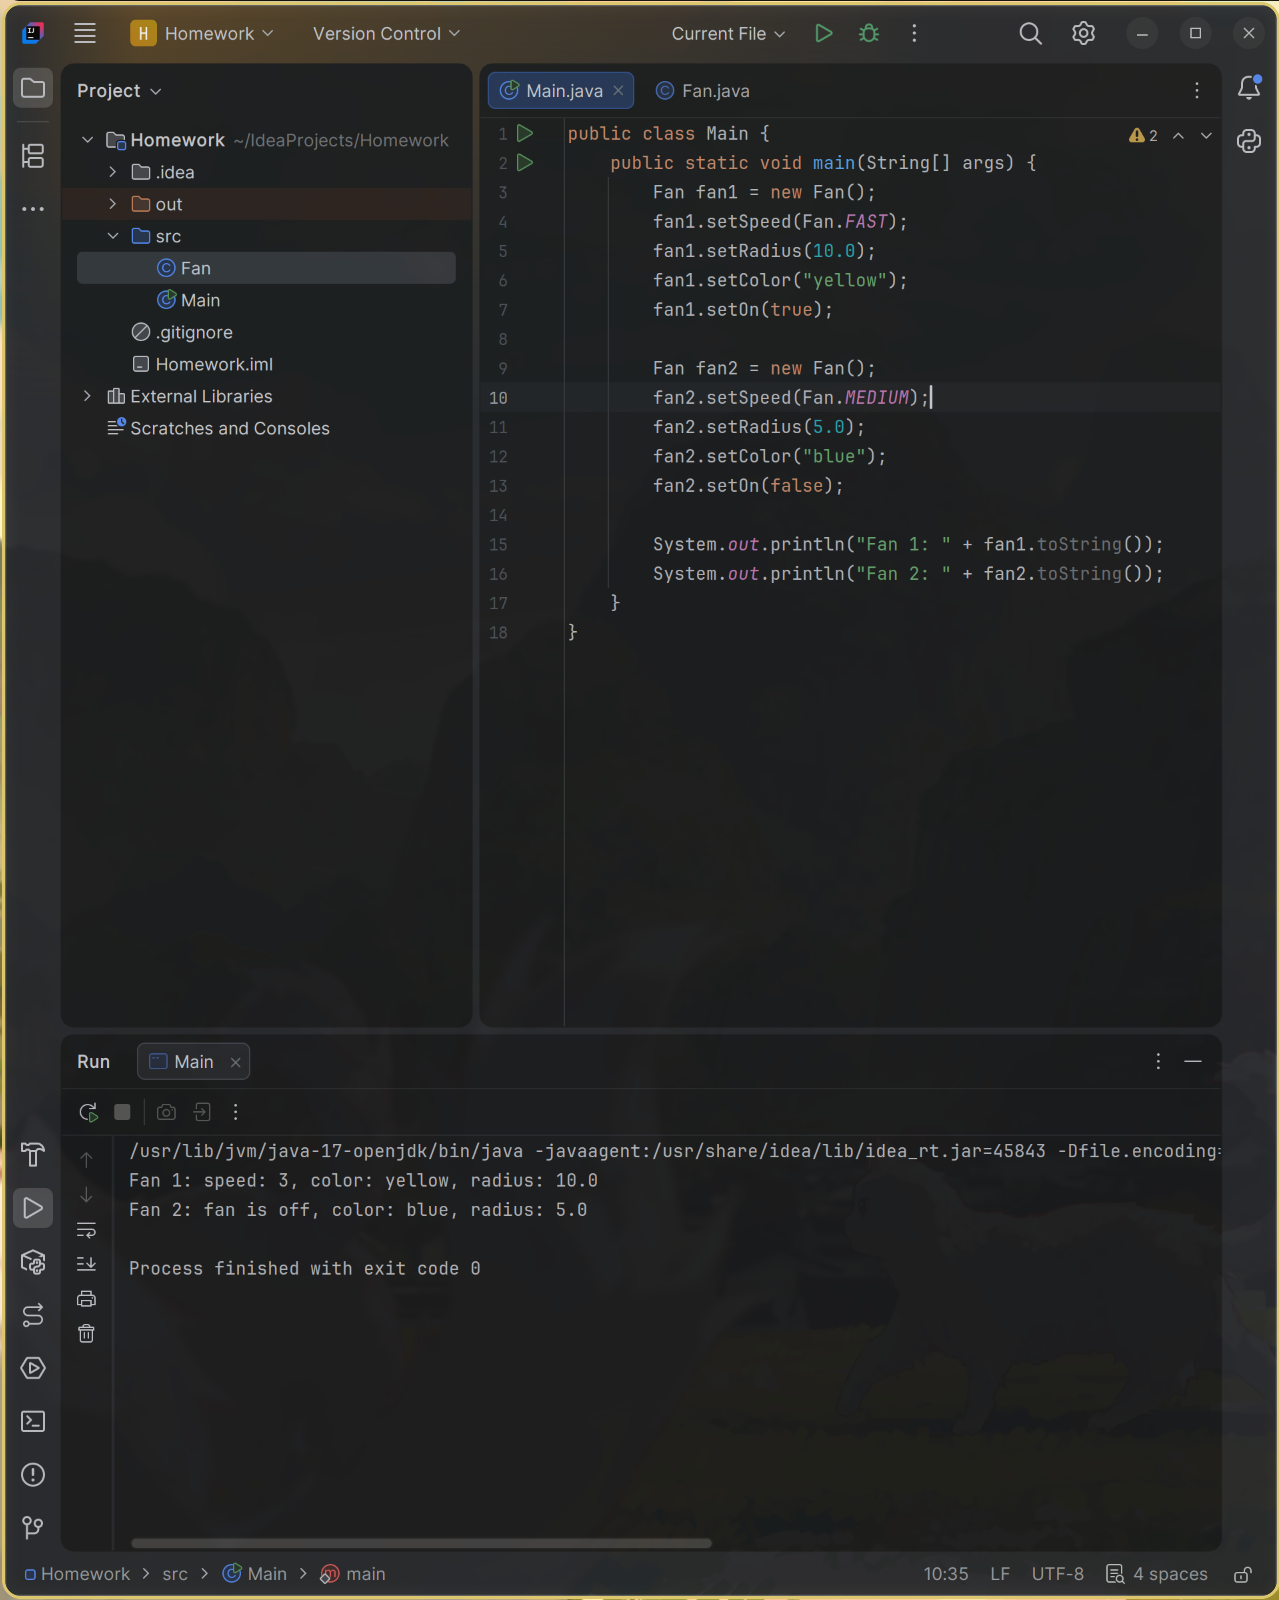 H Homework Version Control Current File
Project
Homework ~/IdeaProjects/Homework
.idea
out
src
Fan
Main
.gitignore
Homework.iml
External Libraries
Scratches and Consoles
Main.java Fan.java
2
1 public class Main {
2     public static void main(String[] args) {
3         Fan fan1 = new Fan();
4         fan1.setSpeed(Fan.FAST);
5         fan1.setRadius(10.0);
6         fan1.setColor("yellow");
7         fan1.setOn(true);
8
9         Fan fan2 = new Fan();
10         fan2.setSpeed(Fan.MEDIUM);
11         fan2.setRadius(5.0);
12         fan2.setColor("blue");
13         fan2.setOn(false);
14
15         System.out.println("Fan 1: " + fan1.toString());
16         System.out.println("Fan 2: " + fan2.toString());
17     }
18 }
Run Main
/usr/lib/jvm/java-17-openjdk/bin/java -javaagent:/usr/share/idea/lib/idea_rt.jar=45843 -Dfile.encoding=
Fan 1: speed: 3, color: yellow, radius: 10.0
Fan 2: fan is off, color: blue, radius: 5.0
Process finished with exit code 0
Homework > src > Main > main 10:35 LF UTF-8 4 spaces